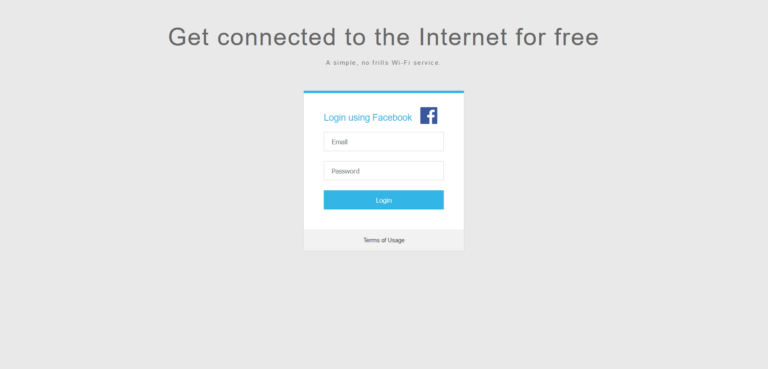 Get connected to the Internet for free
A simple, no frills Wi-Fi service.
Login using Facebook
Email
Password
Login
Terms of Usage